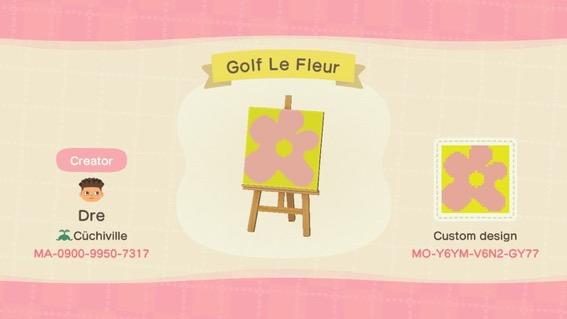 Golf Le Fleur
Creator
Dre
Cüchiville
MA-0900-9950-7317
Custom design
MO-Y6YM-V6N2-GY77